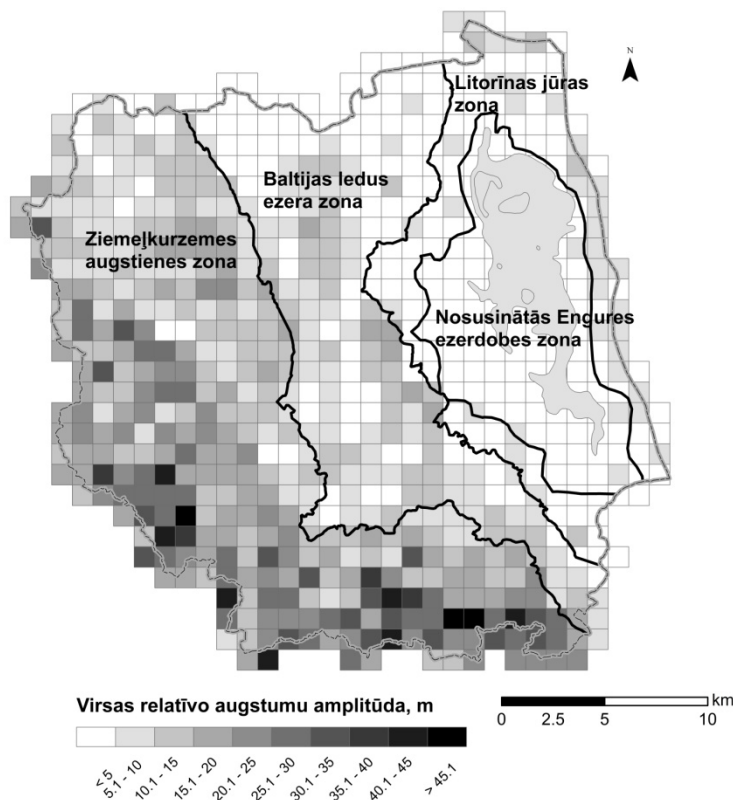 N
Litorīnas jūras
zona
Baltijas ledus
ezera zona
Ziemeļkurzemes
augstienes zona
Nosusinātās Engures
ezerdobes zona
Virsas relatīvo augstumu amplitūda, m
< 5
5.1 - 10
10.1 - 15
15.1 - 20
20.1 - 25
25.1 - 30
30.1 - 35
35.1 - 40
40.1 - 45
> 45.1
km
0 2.5 5 10